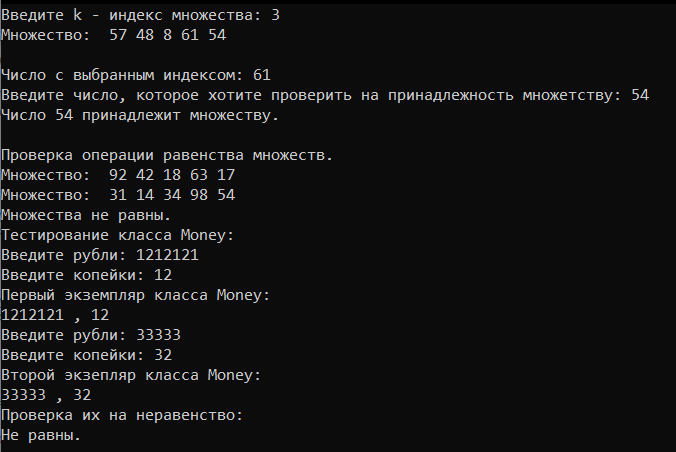 Введите k - индекс множества: 3
Множество:  57 48 8 61 54
Число с выбранным индексом: 61
Введите число, которое хотите проверить на принадлежность множетству: 54
Число 54 принадлежит множеству.
Проверка операции равенства множеств.
Множество:  92 42 18 63 17
Множество:  31 14 34 98 54
Множества не равны.
Тестирование класса Money:
Введите рубли: 1212121
Введите копейки: 12
Первый экземпляр класса Money:
1212121 , 12
Введите рубли: 33333
Введите копейки: 32
Второй экзепляр класса Money:
33333 , 32
Проверка их на неравенство:
Не равны.